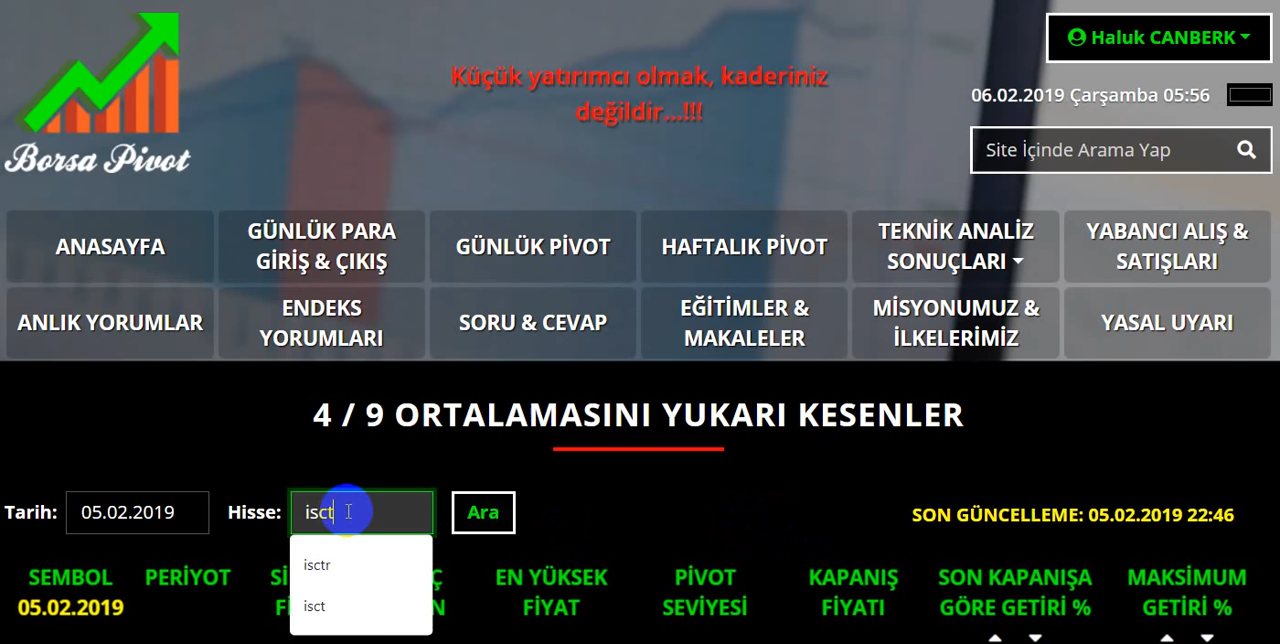 Borsa Pivot
Küçük yatırımcı olmak, kaderiniz
değildir...!!!
Haluk CANBERK
06.02.2019 Çarşamba 05:56
Site İçinde Arama Yap
ANASAYFA
GÜNLÜK PARA
GİRİŞ & ÇIKIŞ
GÜNLÜK PİVOT
HAFTALIK PİVOT
TEKNİK ANALİZ
SONUÇLARI
YABANCI ALIŞ &
SATIŞLARI
ANLIK YORUMLAR
ENDEKS
YORUMLARI
SORU & CEVAP
EĞİTİMLER &
MAKALELER
MİSYONUMUZ &
İLKELERİMİZ
YASAL UYARI
4 / 9 ORTALAMASINI YUKARI KESENLER
Tarih: 05.02.2019 Hisse: isct Ara
SON GÜNCELLEME: 05.02.2019 22:46
isctr
isct
SEMBOL
05.02.2019
PERİYOT
EN YÜKSEK
FİYAT
PİVOT
SEVİYESİ
KAPANIŞ
FİYATI
SON KAPANIŞA
GÖRE GETİRİ %
MAKSİMUM
GETİRİ %